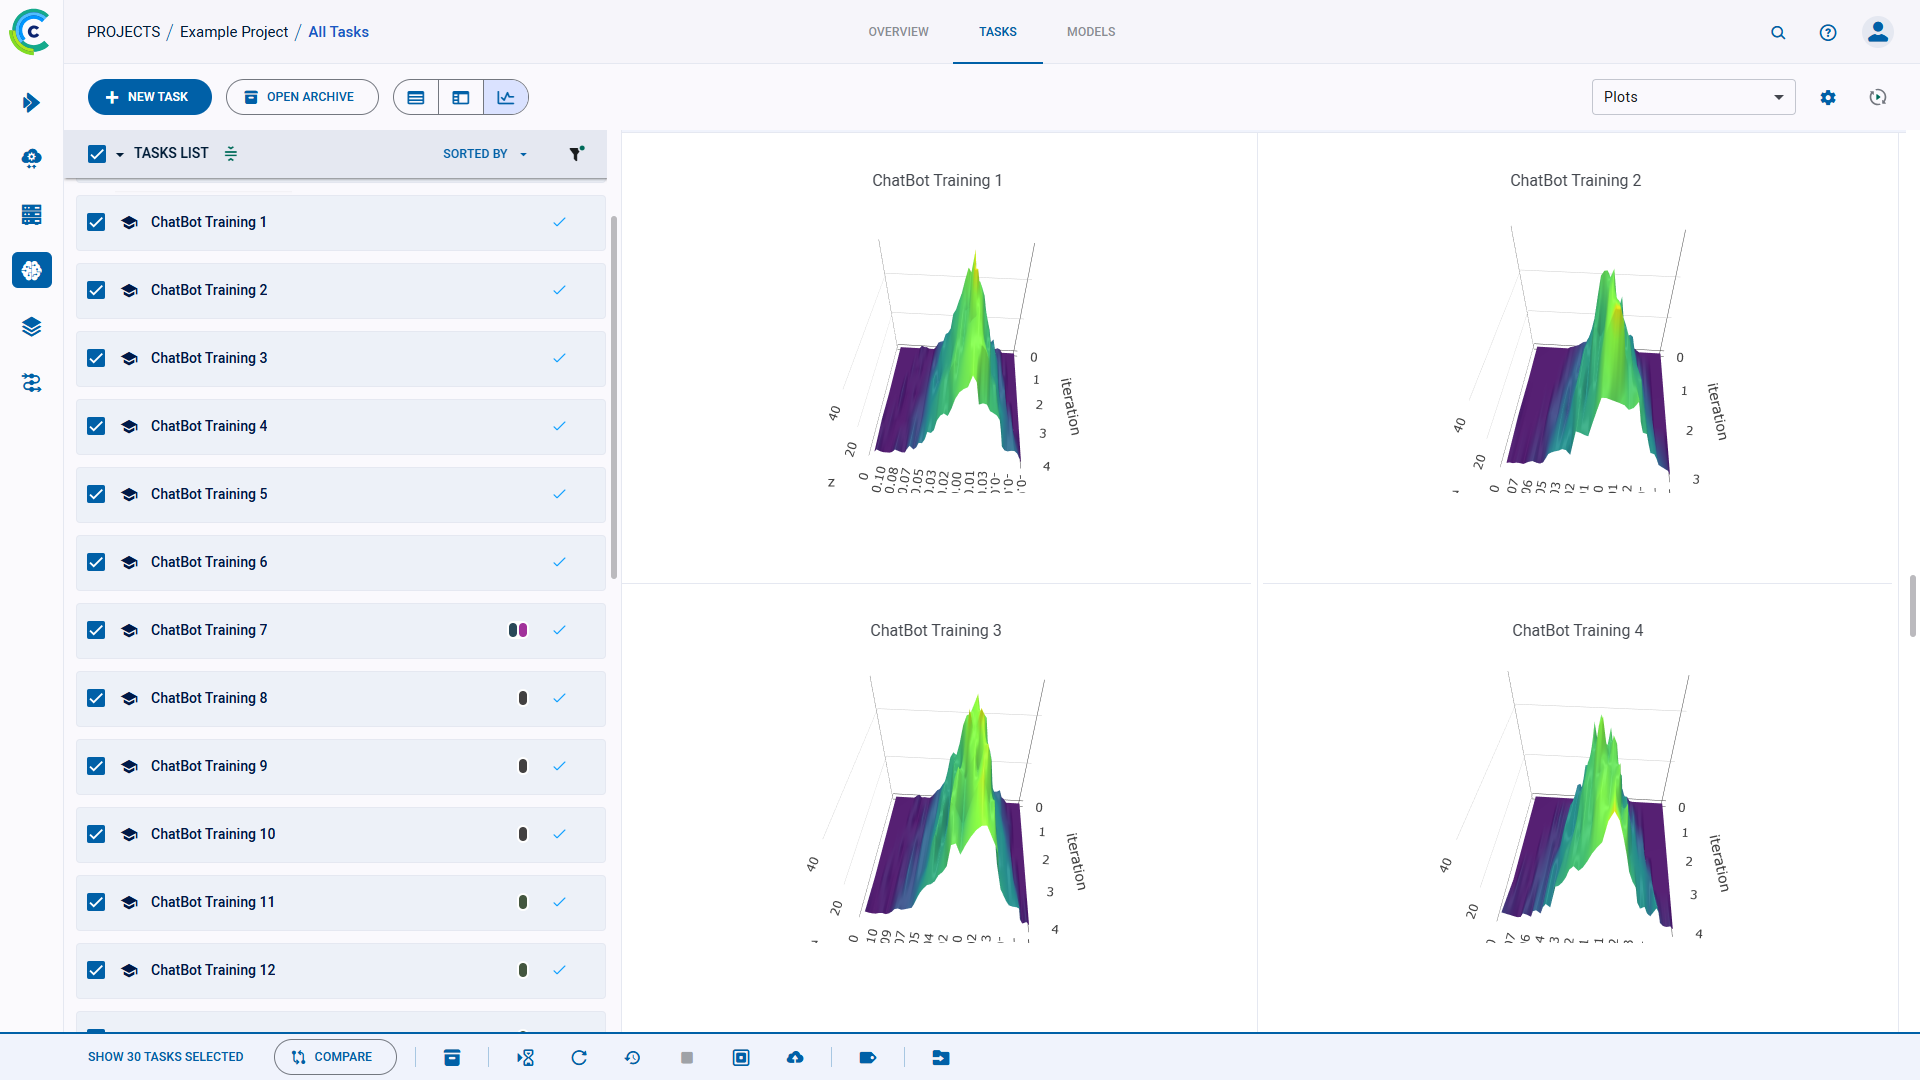 PROJECTS / Example Project / All Tasks
OVERVIEW TASKS MODELS
NEW TASK OPEN ARCHIVE Plots
TASKS LIST SORTED BY
ChatBot Training 1
ChatBot Training 2
ChatBot Training 3
ChatBot Training 4
ChatBot Training 5
ChatBot Training 6
ChatBot Training 7
ChatBot Training 8
ChatBot Training 9
ChatBot Training 10
ChatBot Training 11
ChatBot Training 12
ChatBot Training 1
0
1
2
3
4
iteration
40
20
0
z
0.10 0.08 0.07 0.05 0.03 0.02 0.00 0.01 0.03
ChatBot Training 2
0
1
2
3
iteration
40
20
0
ChatBot Training 3
0
1
2
3
4
iteration
40
20
0
ChatBot Training 4
0
1
2
3
4
iteration
40
20
SHOW 30 TASKS SELECTED COMPARE